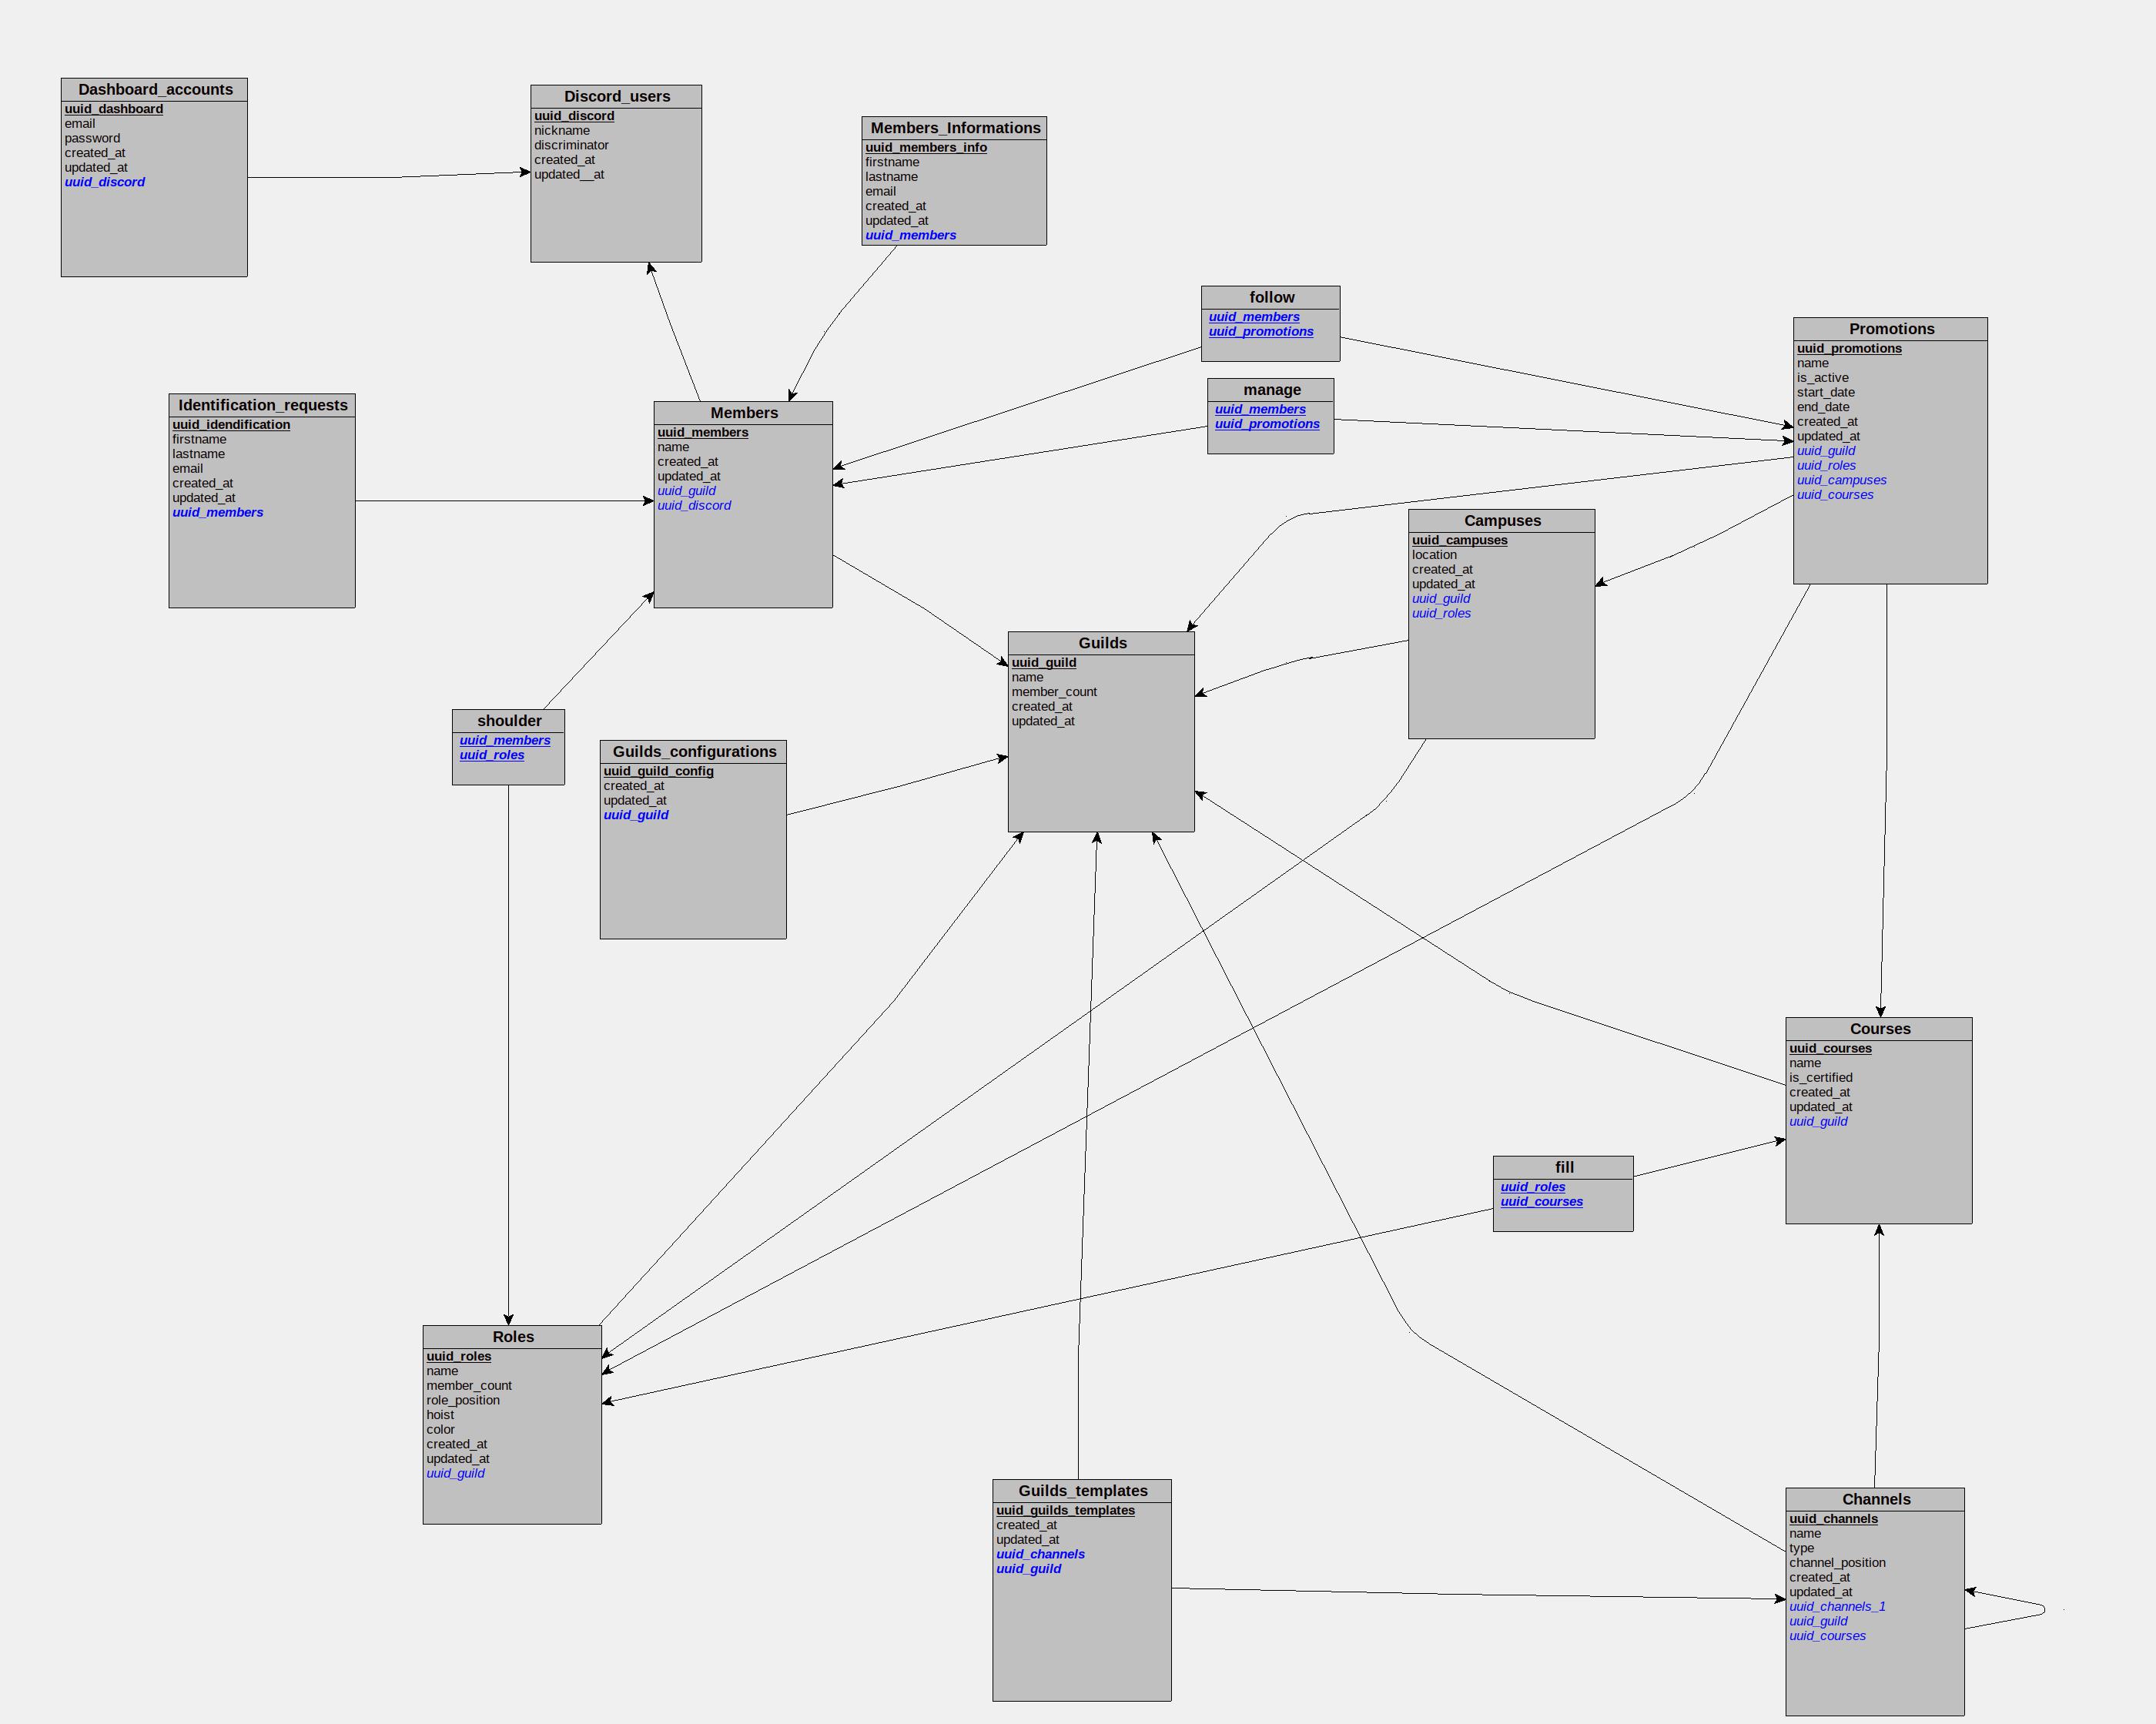 Dashboard_accounts
uuid_dashboard
email
password
created_at
updated_at
uuid_discord
Discord_users
uuid_discord
nickname
discriminator
created_at
updated__at
Members_Informations
uuid_members_info
firstname
lastname
email
created_at
updated_at
uuid_members
follow
uuid_members
uuid_promotions
manage
uuid_members
uuid_promotions
Promotions
uuid_promotions
name
is_active
start_date
end_date
created_at
updated_at
uuid_guild
uuid_roles
uuid_campuses
uuid_courses
Identification_requests
uuid_idendification
firstname
lastname
email
created_at
updated_at
uuid_members
Members
uuid_members
name
created_at
updated_at
uuid_guild
uuid_discord
Campuses
uuid_campuses
location
created_at
updated_at
uuid_guild
uuid_roles
Guilds
uuid_guild
name
member_count
created_at
updated_at
shoulder
uuid_members
uuid_roles
Guilds_configurations
uuid_guild_config
created_at
updated_at
uuid_guild
Courses
uuid_courses
name
is_certified
created_at
updated_at
uuid_guild
fill
uuid_roles
uuid_courses
Roles
uuid_roles
name
member_count
role_position
hoist
color
created_at
updated_at
uuid_guild
Guilds_templates
uuid_guilds_templates
created_at
updated_at
uuid_channels
uuid_guild
Channels
uuid_channels
name
type
channel_position
created_at
updated_at
uuid_channels_1
uuid_guild
uuid_courses